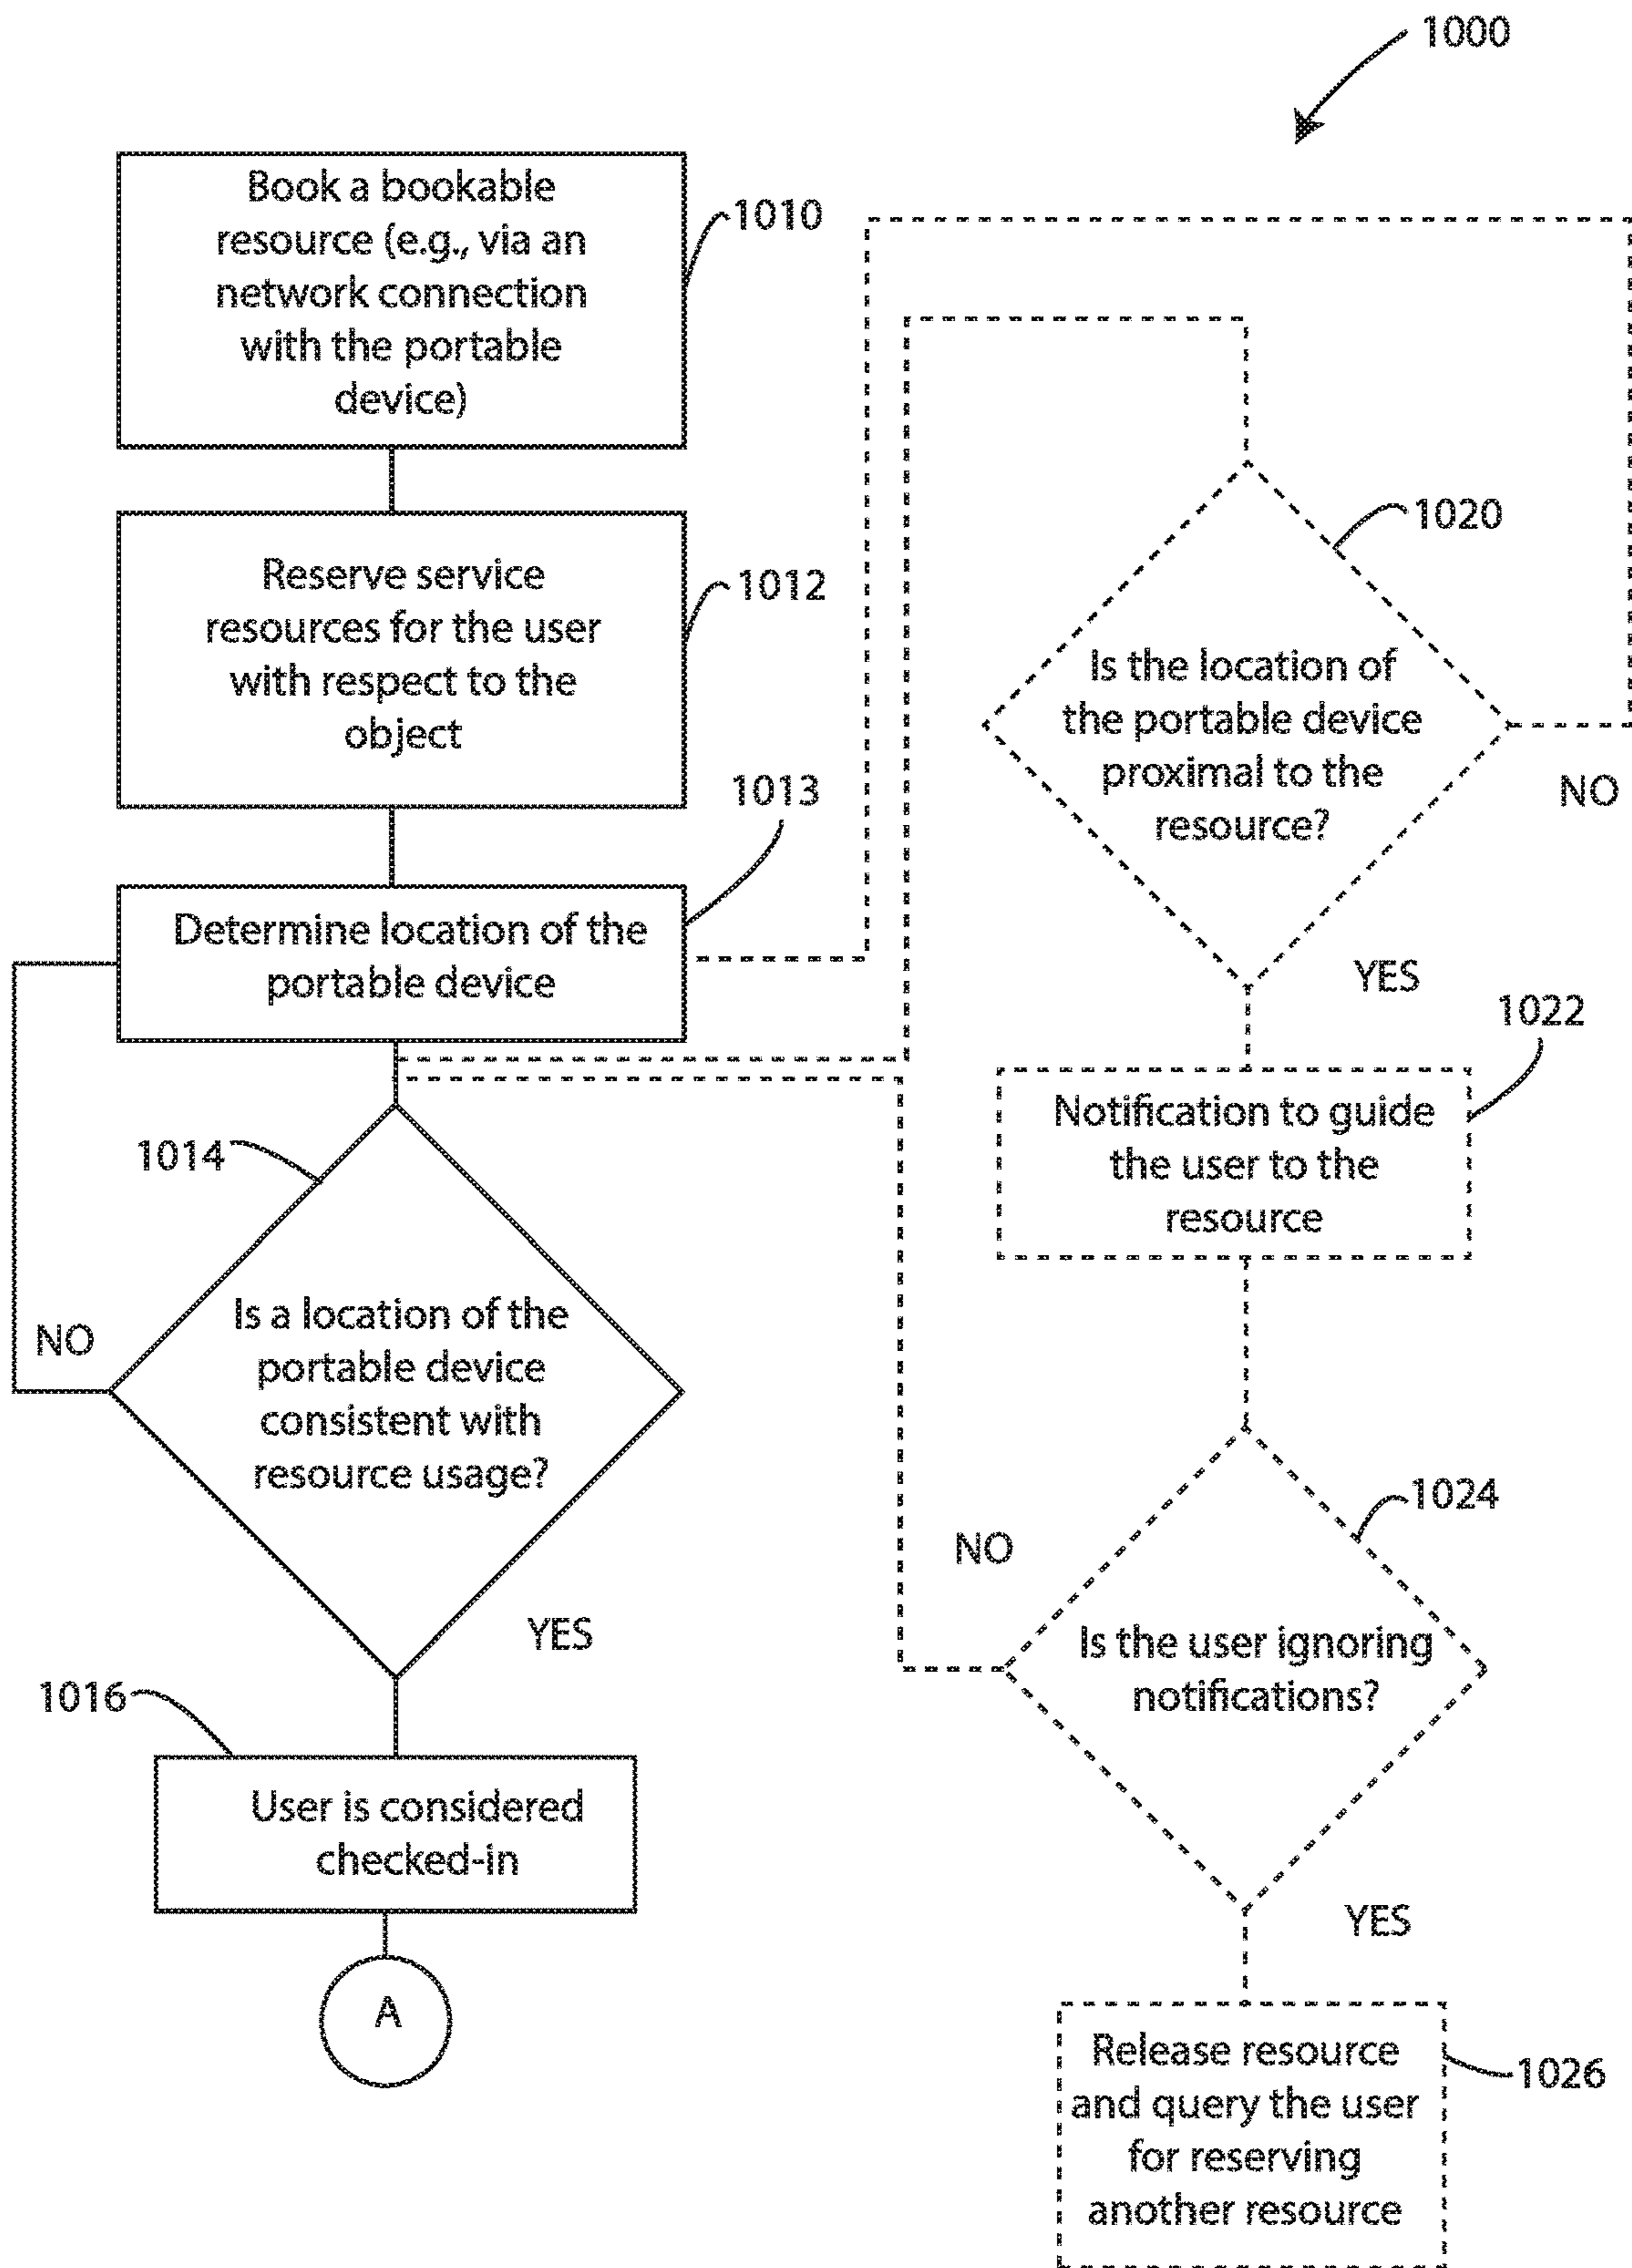 1000
Book a bookable
resource (e.g., via an
network connection
with the portable
device)
1010
Reserve service
resources for the user
with respect to the
object
1012
1013
Determine location of the
portable device
1014
Is a location of the
portable device
consistent with
resource usage?
NO
YES
1016
User is considered
checked-in
A
1020
Is the location of
the portable device
proximal to the
resource?
NO
YES
1022
Notification to guide
the user to the
resource
1024
NO
Is the user ignoring
notifications?
YES
Release resource
and query the user
for reserving
another resource
1026